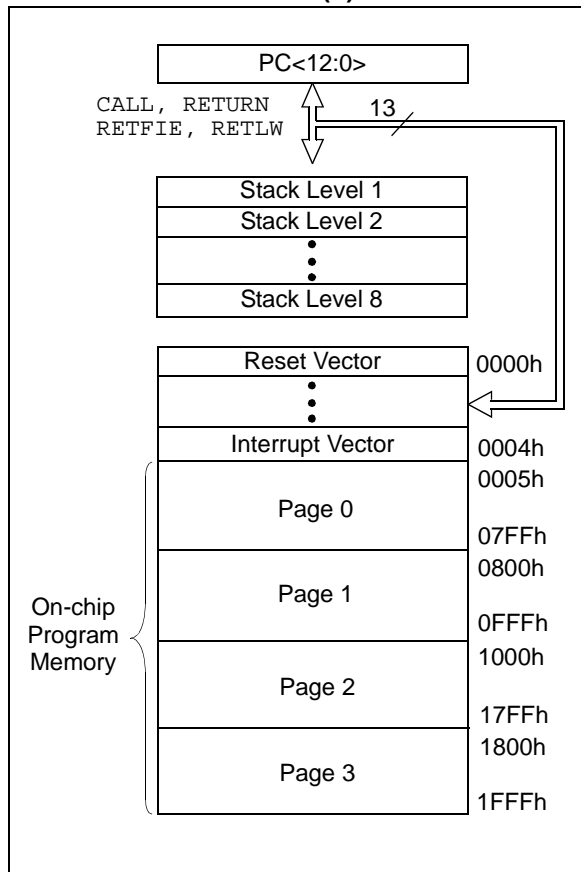 PC<12:0>
CALL, RETURN
RETFIE, RETLW
13
Stack Level 1
Stack Level 2
Stack Level 8
Reset Vector
0000h
Interrupt Vector
0004h
0005h
Page 0
07FFh
0800h
Page 1
0FFFh
On-chip
Program
Memory
1000h
Page 2
17FFh
1800h
Page 3
1FFFh